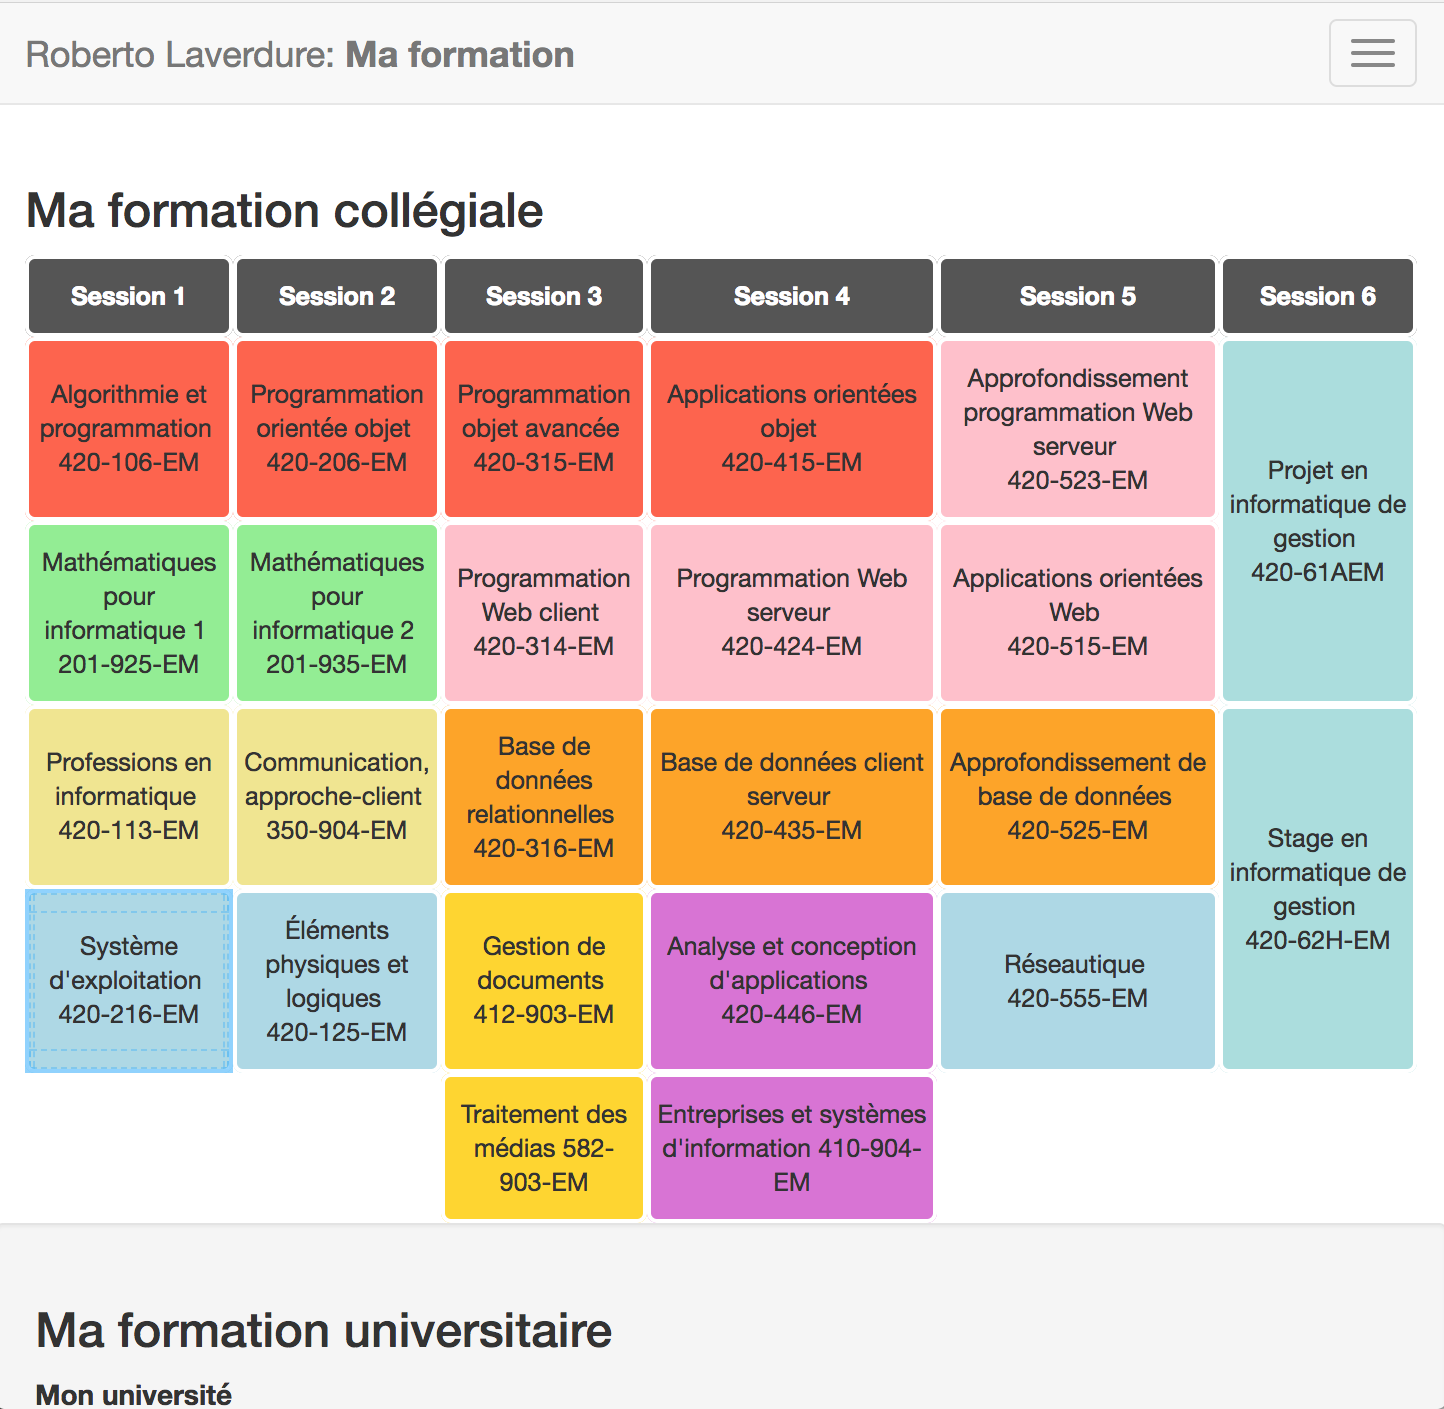 Roberto Laverdure: Ma formation
Ma formation collégiale
Session 1
Session 2
Session 3
Session 4
Session 5
Session 6
Algorithmie et
programmation
420-106-EM
Programmation
orientée objet
420-206-EM
Programmation
objet avancée
420-315-EM
Applications orientées
objet
420-415-EM
Approfondissement
programmation Web
serveur
420-523-EM
Projet en
informatique de
gestion
420-61AEM
Mathématiques
pour
informatique 1
201-925-EM
Mathématiques
pour
informatique 2
201-935-EM
Programmation
Web client
420-314-EM
Programmation Web
serveur
420-424-EM
Applications orientées
Web
420-515-EM
Professions en
informatique
420-113-EM
Communication,
approche-client
350-904-EM
Base de
données
relationnelles
420-316-EM
Base de données client
serveur
420-435-EM
Approfondissement de
base de données
420-525-EM
Stage en
informatique de
gestion
420-62H-EM
Système
d'exploitation
420-216-EM
Éléments
physiques et
logiques
420-125-EM
Gestion de
documents
412-903-EM
Analyse et conception
d'applications
420-446-EM
Réseautique
420-555-EM
Traitement des
médias 582-
903-EM
Entreprises et systèmes
d'information 410-904-
EM
Ma formation universitaire
Mon université